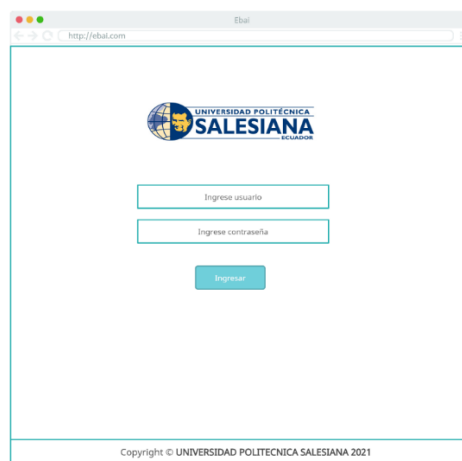 Ebai
http://ebai.com
UNIVERSIDAD POLITÉCNICA
SALESIANA
ECUADOR
Ingrese usuario
Ingrese contraseña
Ingresar
Copyright © UNIVERSIDAD POLITECNICA SALESIANA 2021